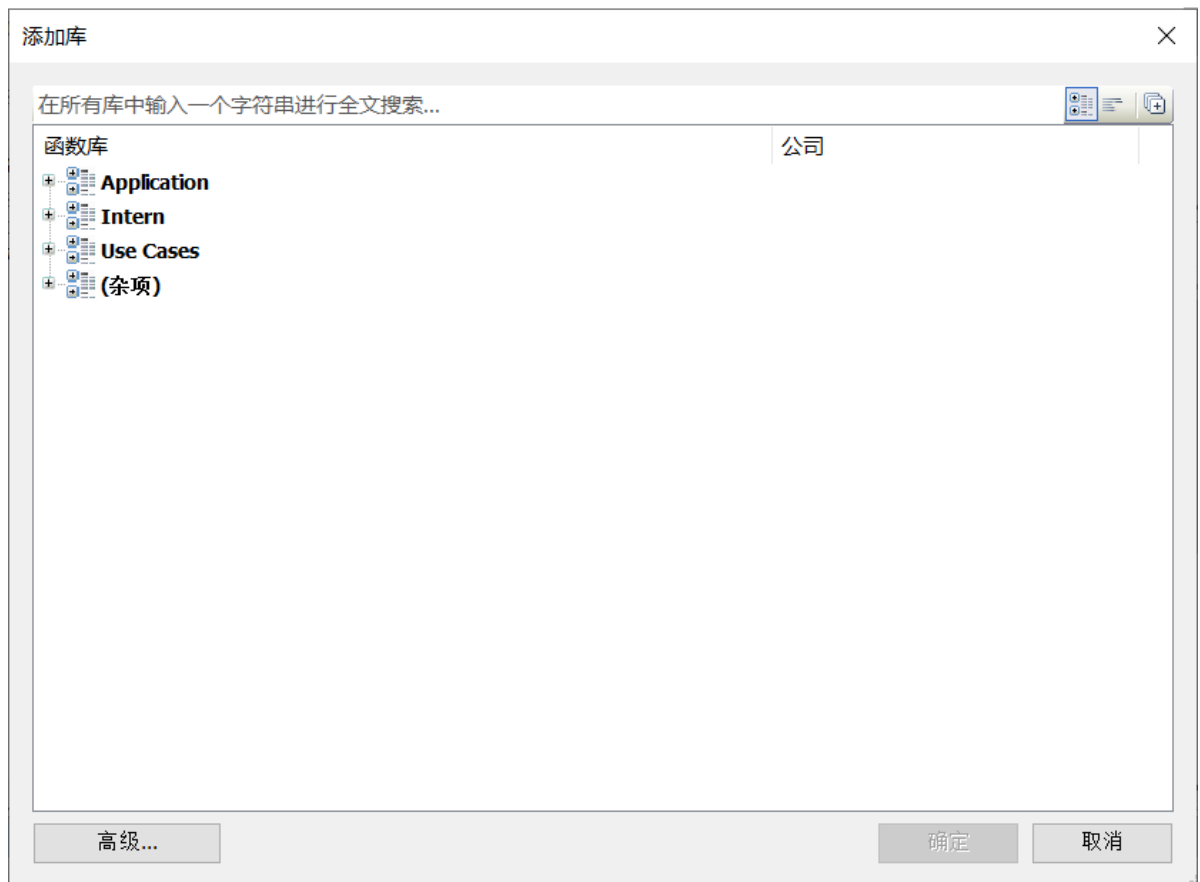 添加库
在所有库中输入一个字符串进行全文搜索...
函数库 公司
Application
Intern
Use Cases
(杂项)
高级... 确定 取消